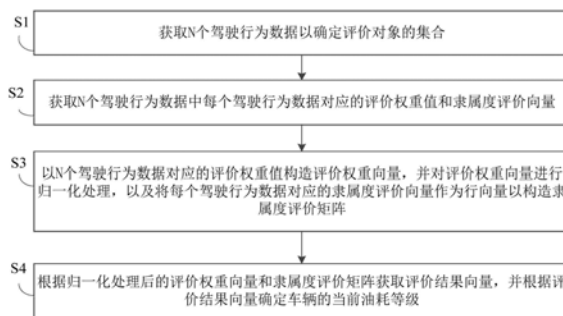 S1
获取N个驾驶行为数据以确定评价对象的集合
S2
获取N个驾驶行为数据中每个驾驶行为数据对应的评价权重值和隶属度评价向量
S3
以N个驾驶行为数据对应的评价权重值构造评价权重向量，并对评价权重向量进行
归一化处理，以及将每个驾驶行为数据对应的隶属度评价向量作为行向量以构造隶
属度评价矩阵
S4
根据归一化处理后的评价权重向量和隶属度评价矩阵获取评价结果向量，并根据评
价结果向量确定车辆的当前油耗等级